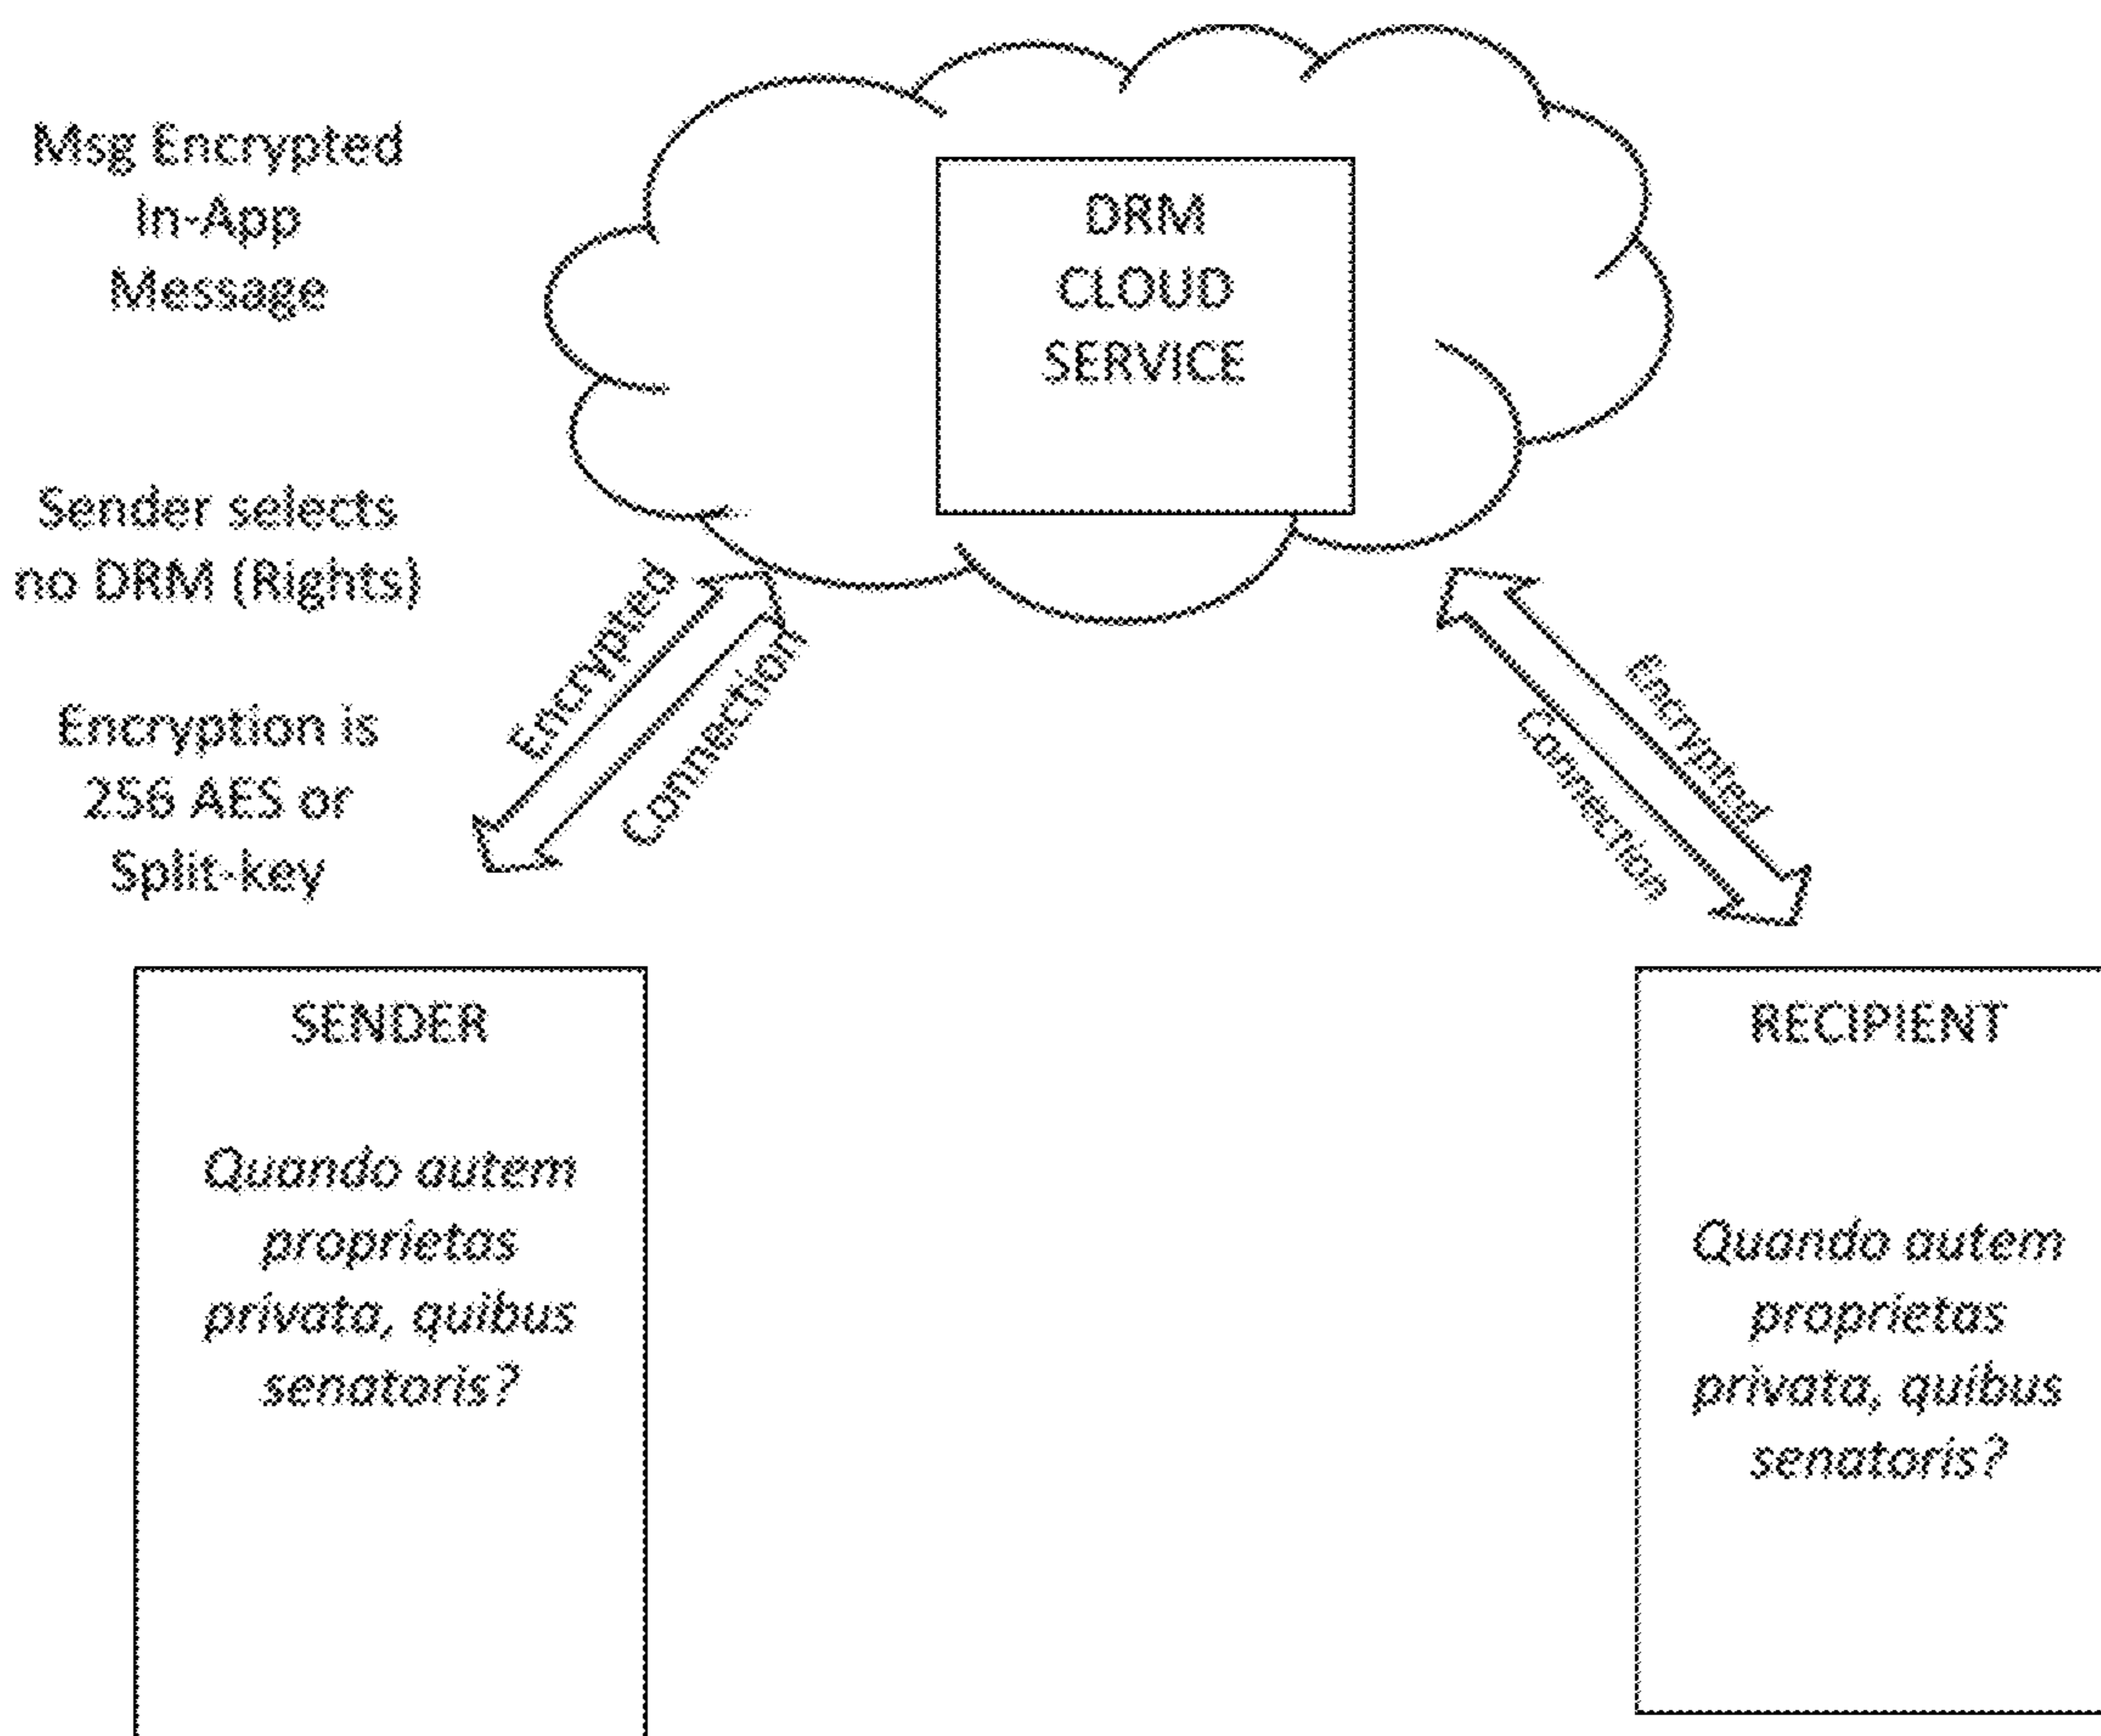 Msg Encrypted
In-App
Message
Sender selects
no DRM (Rights)
Encryption is
256 AES or
Split-key
DRM
CLOUD
SERVICE
Encrypted
Connection
Encrypted
Connection
SENDER
Quando autem
proprietas
privata, quibus
senatoris?
RECIPIENT
Quando autem
proprietas
privata, quibus
senatoris?